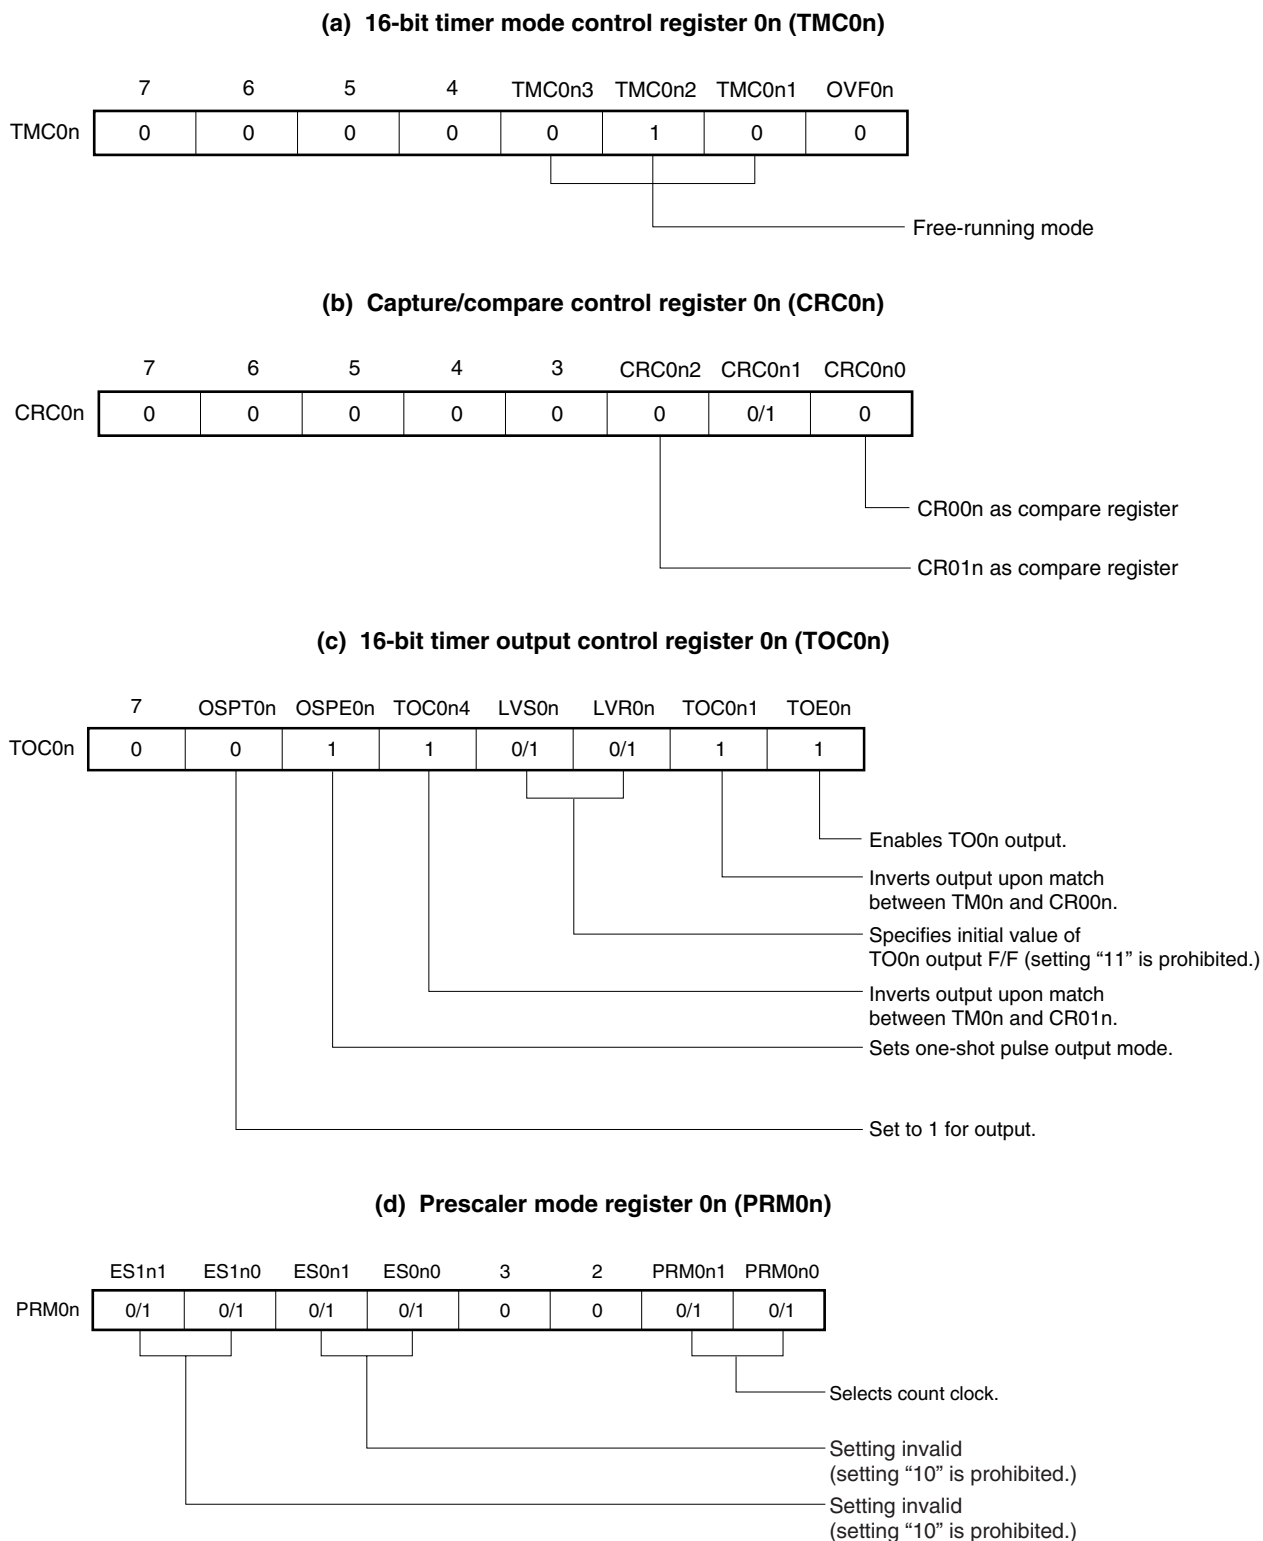 (a) 16-bit timer mode control register 0n (TMC0n)
7 6 5 4 TMC0n3 TMC0n2 TMC0n1 OVF0n
TMC0n 0 0 0 0 0 1 0 0
Free-running mode
(b) Capture/compare control register 0n (CRC0n)
7 6 5 4 3 CRC0n2 CRC0n1 CRC0n0
CRC0n 0 0 0 0 0 0 0/1 0
CR00n as compare register
CR01n as compare register
(c) 16-bit timer output control register 0n (TOC0n)
7 OSPT0n OSPE0n TOC0n4 LVS0n LVR0n TOC0n1 TOE0n
TOC0n 0 0 1 1 0/1 0/1 1 1
Enables TO0n output.
Inverts output upon match
between TM0n and CR00n.
Specifies initial value of
TO0n output F/F (setting “11” is prohibited.)
Inverts output upon match
between TM0n and CR01n.
Sets one-shot pulse output mode.
Set to 1 for output.
(d) Prescaler mode register 0n (PRM0n)
ES1n1 ES1n0 ES0n1 ES0n0 3 2 PRM0n1 PRM0n0
PRM0n 0/1 0/1 0/1 0/1 0 0 0/1 0/1
Selects count clock.
Setting invalid
(setting “10” is prohibited.)
Setting invalid
(setting “10” is prohibited.)